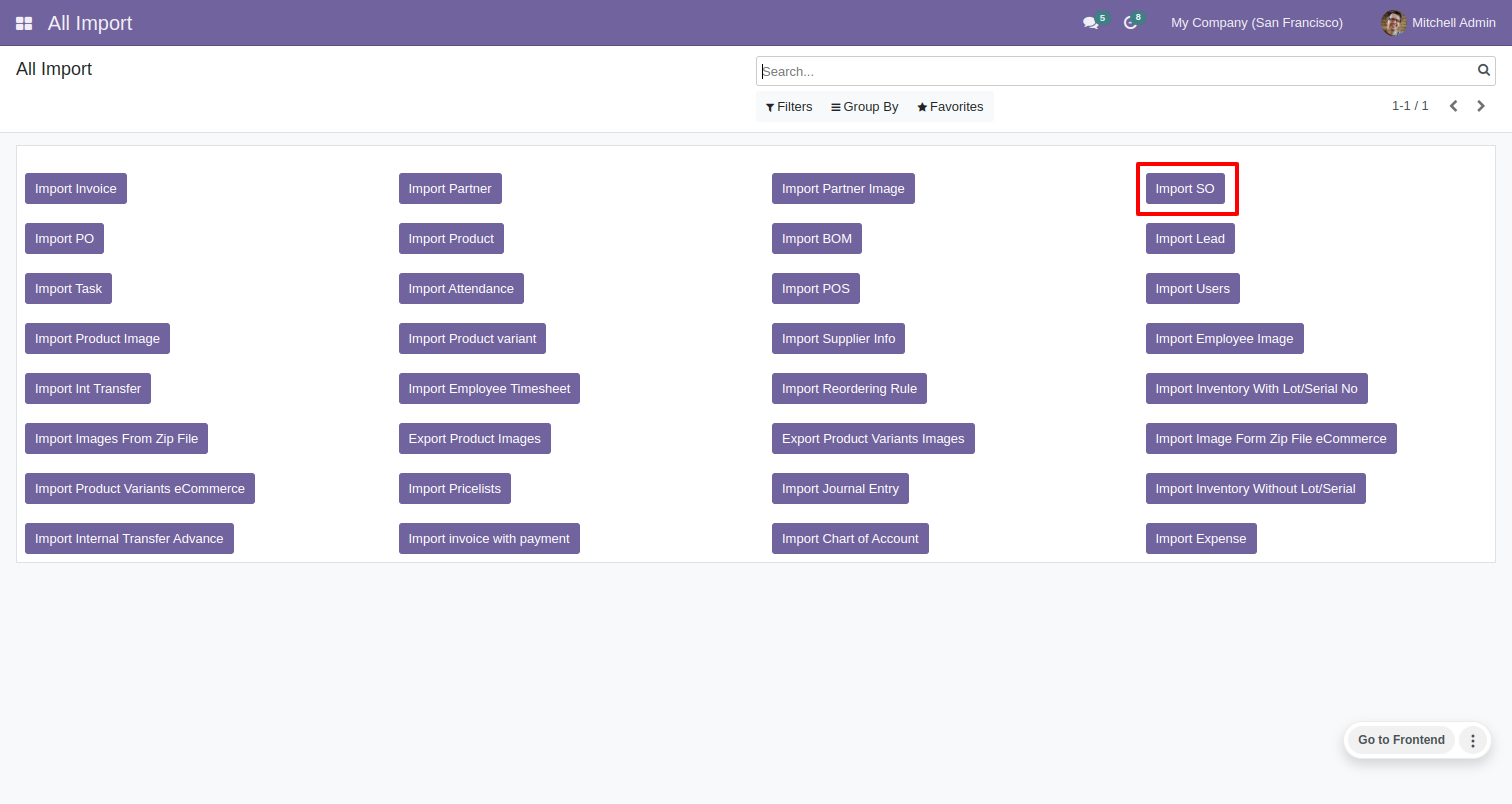 All Import 5 8 My Company (San Francisco) Mitchell Admin
All Import Search...
Filters Group By Favorites 1-1 / 1
Import Invoice Import Partner Import Partner Image Import SO
Import PO Import Product Import BOM Import Lead
Import Task Import Attendance Import POS Import Users
Import Product Image Import Product variant Import Supplier Info Import Employee Image
Import Int Transfer Import Employee Timesheet Import Reordering Rule Import Inventory With Lot/Serial No
Import Images From Zip File Export Product Images Export Product Variants Images Import Image Form Zip File eCommerce
Import Product Variants eCommerce Import Pricelists Import Journal Entry Import Inventory Without Lot/Serial
Import Internal Transfer Advance Import invoice with payment Import Chart of Account Import Expense
Go to Frontend